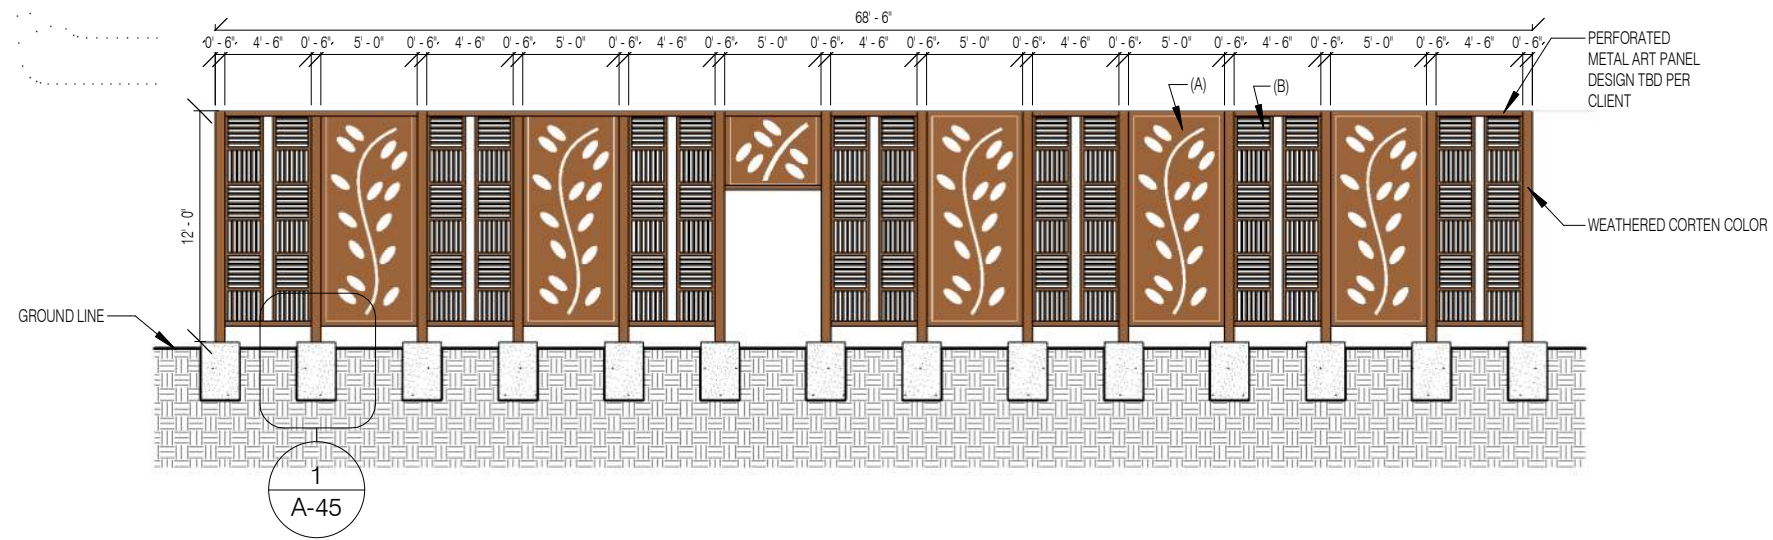 68' - 6"
0' - 6" 4' - 6" 0' - 6" 5' - 0" 0' - 6" 4' - 6" 0' - 6" 5' - 0" 0' - 6" 4' - 6" 0' - 6" 5' - 0" 0' - 6" 4' - 6" 0' - 6" 5' - 0" 0' - 6" 4' - 6" 0' - 6" 5' - 0" 0' - 6" 4' - 6" 0' - 6" 5' - 0" 0' - 6" 4' - 6" 0' - 6"
PERFORATED
METAL ART PANEL
DESIGN TBD PER
CLIENT
(A)
(B)
12' - 0"
WEATHERED CORTEN COLOR
GROUND LINE
1
A-45